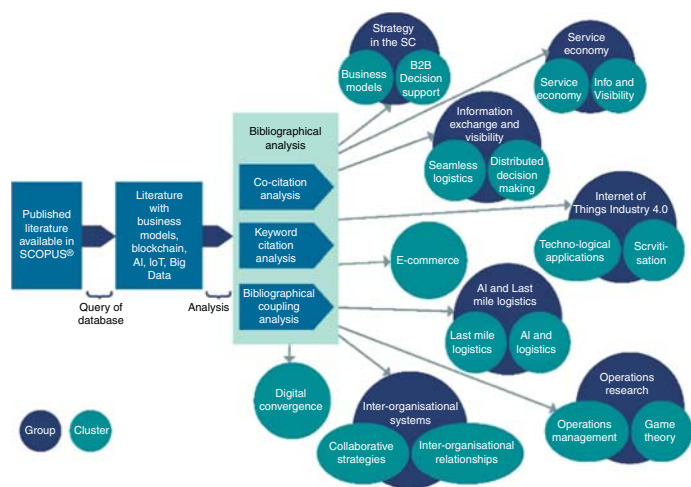 Strategy
in the SC
Business
models
B2B
Decision
support
Service
economy
Service
economy
Info and
Visibility
Bibliographical
analysis
Co-citation
analysis
Keyword
citation
analysis
Bibliographical
coupling
analysis
Information
exchange and
visibility
Seamless
logistics
Distributed
decision
making
Published
literature
available in
SCOPUS®
Literature
with
business
models,
blockchain,
AI, IoT, Big
Data
Query of
database
Analysis
Internet of
Things Industry 4.0
Techno-logical
applications
Scrviti-
sation
E-commerce
AI and Last
mile logistics
Last mile
logistics
AI and
logistics
Digital
convergence
Inter-organisational
systems
Collaborative
strategies
Inter-organisational
relationships
Operations
research
Operations
management
Game
theory
Group
Cluster